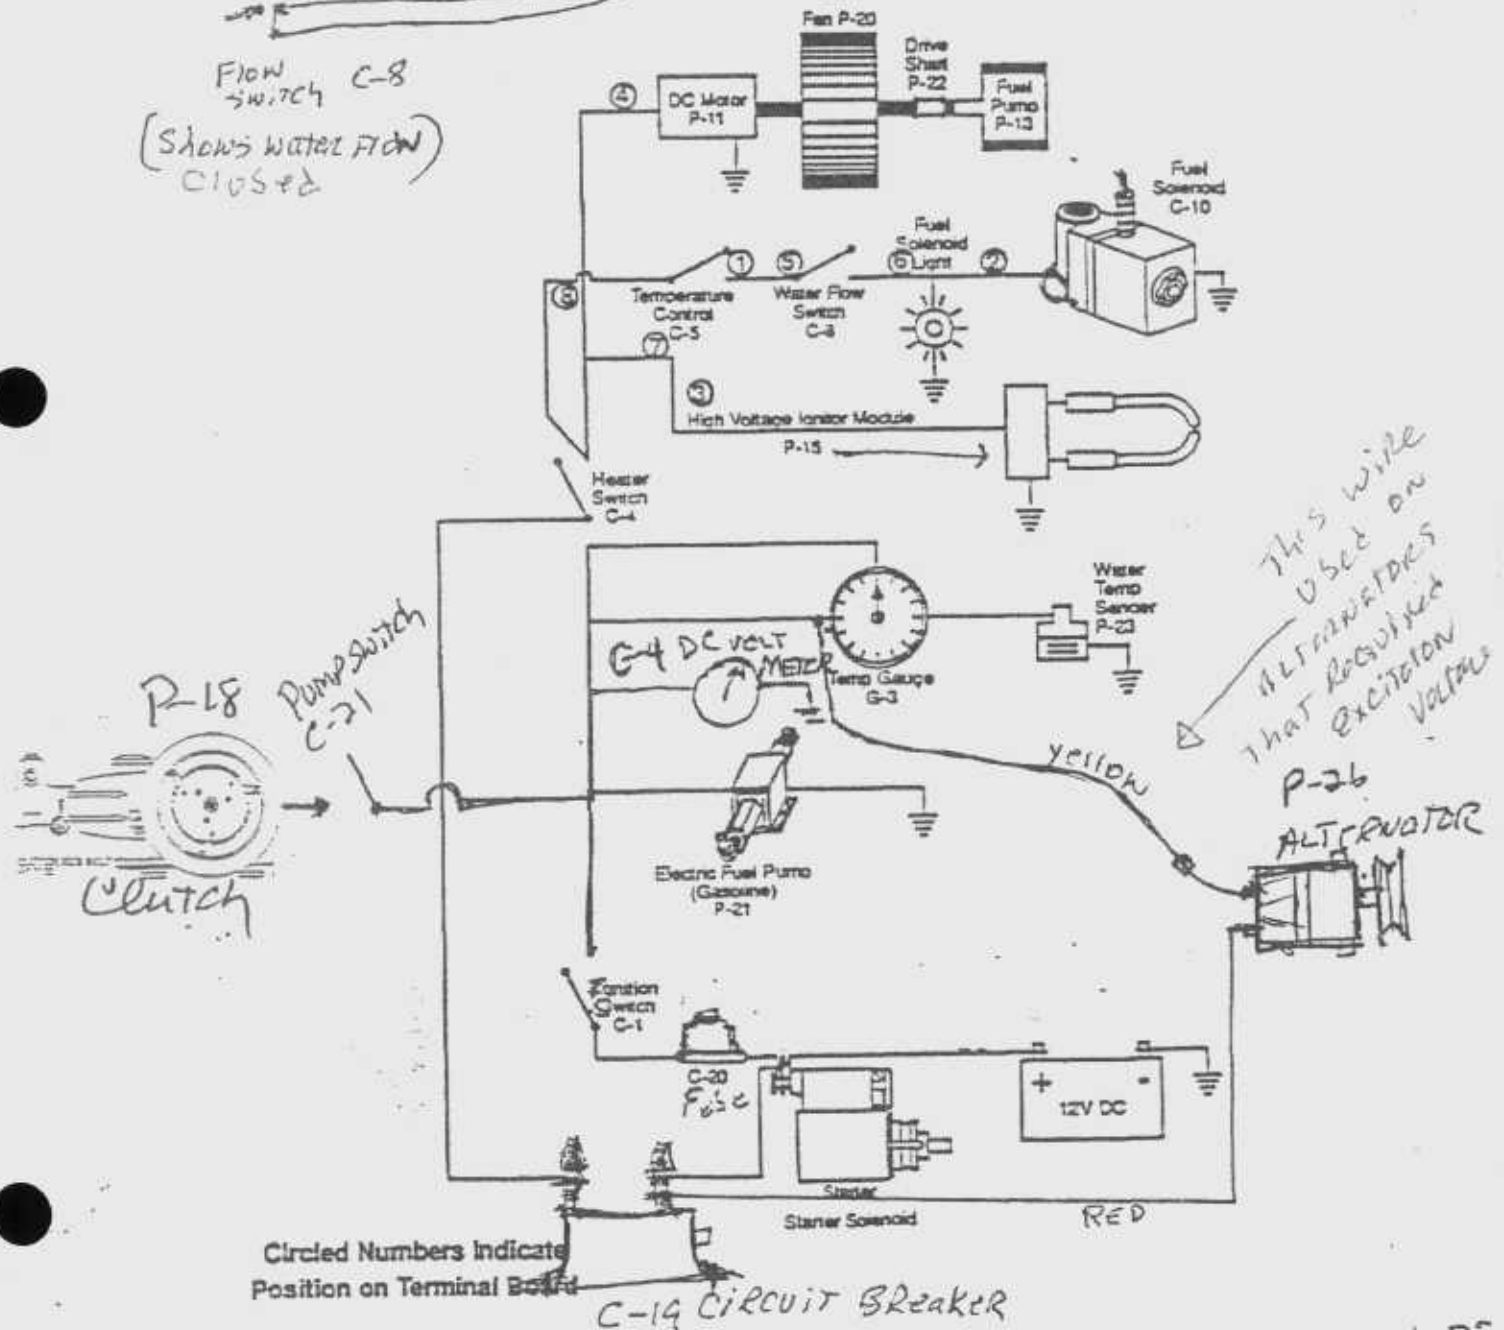 Flow
Switch C-8
(Shows water Flow)
Closed
Fan P-20
Drive
Shaft
P-22
Fuel
Pump
P-13
④
DC Motor
P-11
Fuel
Solenoid
C-10
Fuel
Solenoid
Light
①
⑤
⑥
②
⑧
Temperature
Control
C-5
Water Flow
Switch
C-8
⑦
③
High Voltage Ignitor Module
P-15
Heater
Switch
C-4
This wire
used on
ALTERNATORS
That Required
excitation
Voltage
Water
Temp
Sender
P-23
G-4 DC VOLT
METER
Temp Gauge
G-3
Pump Switch
C-21
P-18
Clutch
yellow
P-26
ALTERNATOR
Electric Fuel Pump
(Gasoline)
P-21
Ignition
Switch
C-1
C-20
Fuse
+ -
12V DC
Starter
Starter Solenoid
RED
Circled Numbers Indicate
Position on Terminal Board
C-19 CIRCUIT BREAKER